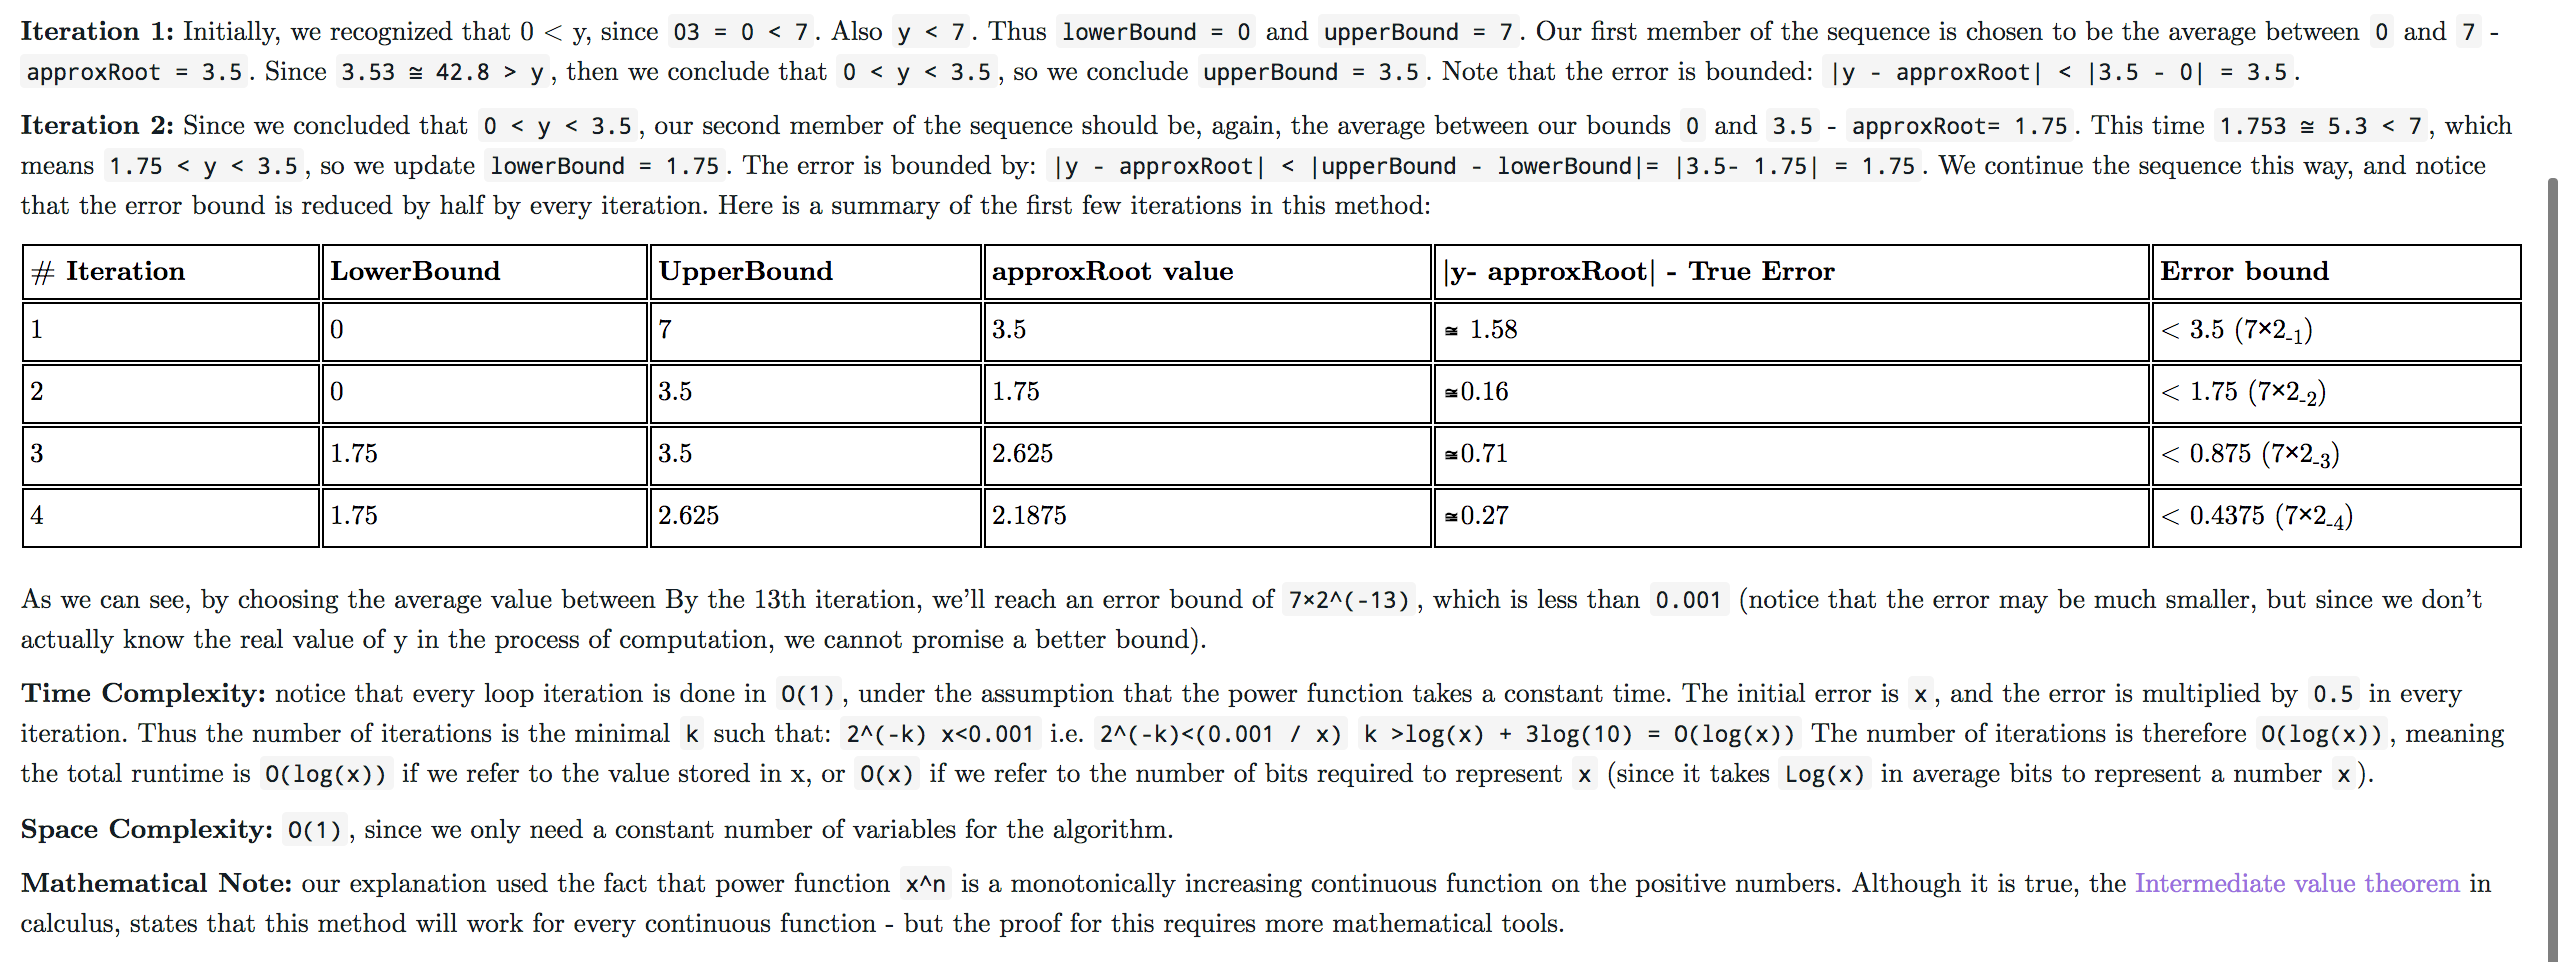 Iteration 1: Initially, we recognized that 0 < y, since 03 = 0 < 7. Also y < 7. Thus lowerBound = 0 and upperBound = 7. Our first member of the sequence is chosen to be the average between 0 and 7 -
approxRoot = 3.5. Since 3.53 ≅ 42.8 > y, then we conclude that 0 < y < 3.5, so we conclude upperBound = 3.5. Note that the error is bounded: |y - approxRoot| < |3.5 - 0| = 3.5.
Iteration 2: Since we concluded that 0 < y < 3.5, our second member of the sequence should be, again, the average between our bounds 0 and 3.5 - approxRoot= 1.75. This time 1.753 ≅ 5.3 < 7, which
means 1.75 < y < 3.5, so we update lowerBound = 1.75. The error is bounded by: |y - approxRoot| < |upperBound - lowerBound|= |3.5- 1.75| = 1.75. We continue the sequence this way, and notice
that the error bound is reduced by half by every iteration. Here is a summary of the first few iterations in this method:
# Iteration LowerBound UpperBound approxRoot value |y- approxRoot| - True Error Error bound
1 0 7 3.5 ≅ 1.58 < 3.5 (7×2-1)
2 0 3.5 1.75 ≅0.16 < 1.75 (7×2-2)
3 1.75 3.5 2.625 ≅0.71 < 0.875 (7×2-3)
4 1.75 2.625 2.1875 ≅0.27 < 0.4375 (7×2-4)
As we can see, by choosing the average value between By the 13th iteration, we'll reach an error bound of 7×2^(-13), which is less than 0.001 (notice that the error may be much smaller, but since we don't
actually know the real value of y in the process of computation, we cannot promise a better bound).
Time Complexity: notice that every loop iteration is done in O(1), under the assumption that the power function takes a constant time. The initial error is x, and the error is multiplied by 0.5 in every
iteration. Thus the number of iterations is the minimal k such that: 2^(-k) x<0.001 i.e. 2^(-k)<(0.001 / x) k >log(x) + 3log(10) = O(log(x)) The number of iterations is therefore O(log(x)), meaning
the total runtime is O(log(x)) if we refer to the value stored in x, or O(x) if we refer to the number of bits required to represent x (since it takes Log(x) in average bits to represent a number x).
Space Complexity: O(1), since we only need a constant number of variables for the algorithm.
Mathematical Note: our explanation used the fact that power function x^n is a monotonically increasing continuous function on the positive numbers. Although it is true, the Intermediate value theorem in
calculus, states that this method will work for every continuous function - but the proof for this requires more mathematical tools.